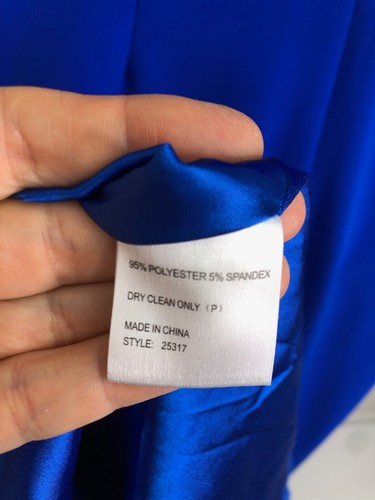 95% POLYESTER 5% SPANDEX
DRY CLEAN ONLY (P)
MADE IN CHINA
STYLE: 25317